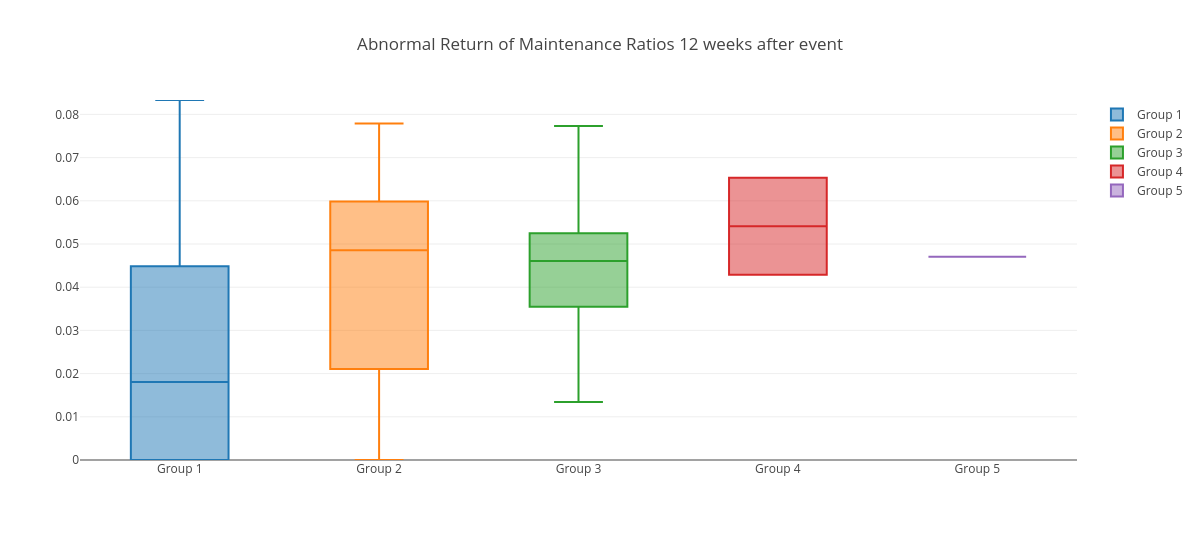 Abnormal Return of Maintenance Ratios 12 weeks after event
0.08
0.07
0.06
0.05
0.04
0.03
0.02
0.01
0
Group 1
Group 2
Group 3
Group 4
Group 5
Group 1
Group 2
Group 3
Group 4
Group 5